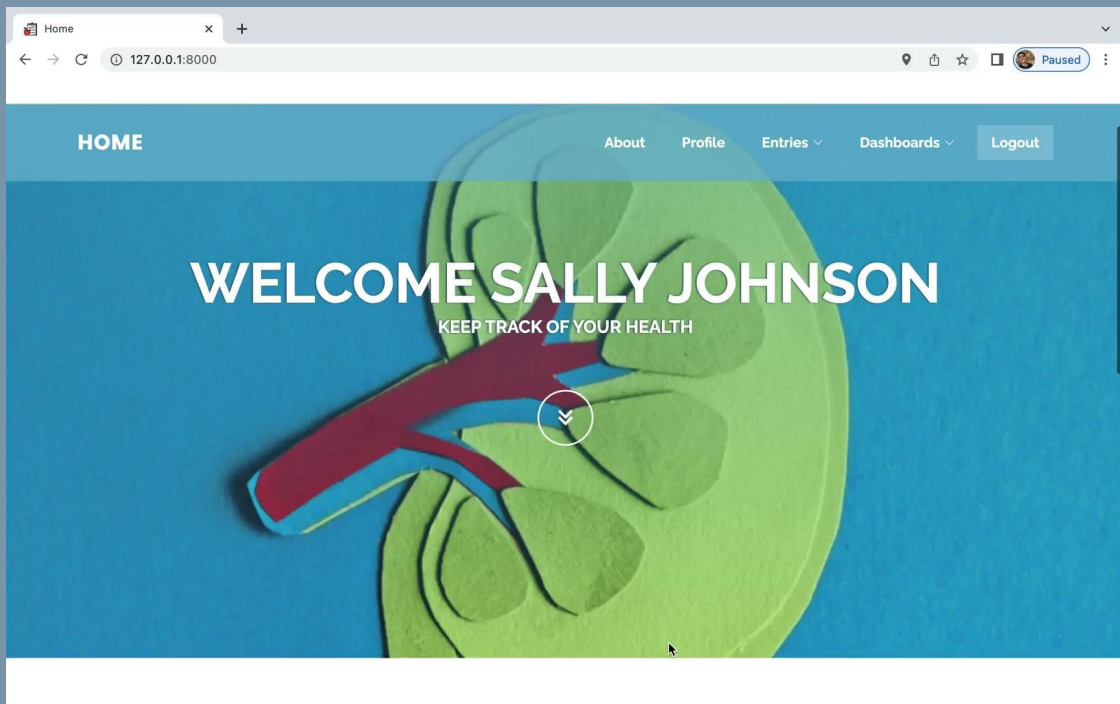 Home
127.0.0.1:8000
Paused
HOME
About
Profile
Entries
Dashboards
Logout
WELCOME SALLY JOHNSON
KEEP TRACK OF YOUR HEALTH